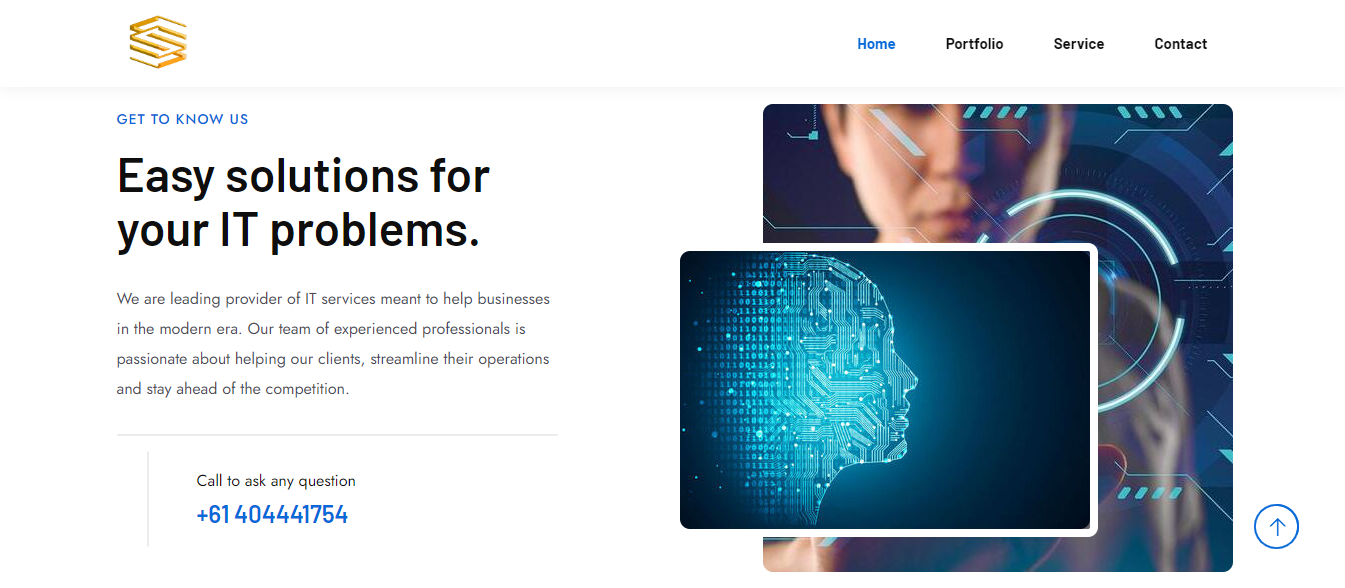 Home Portfolio Service Contact
GET TO KNOW US
Easy solutions for
your IT problems.
We are leading provider of IT services meant to help businesses
in the modern era. Our team of experienced professionals is
passionate about helping our clients, streamline their operations
and stay ahead of the competition.
Call to ask any question
+61 404441754